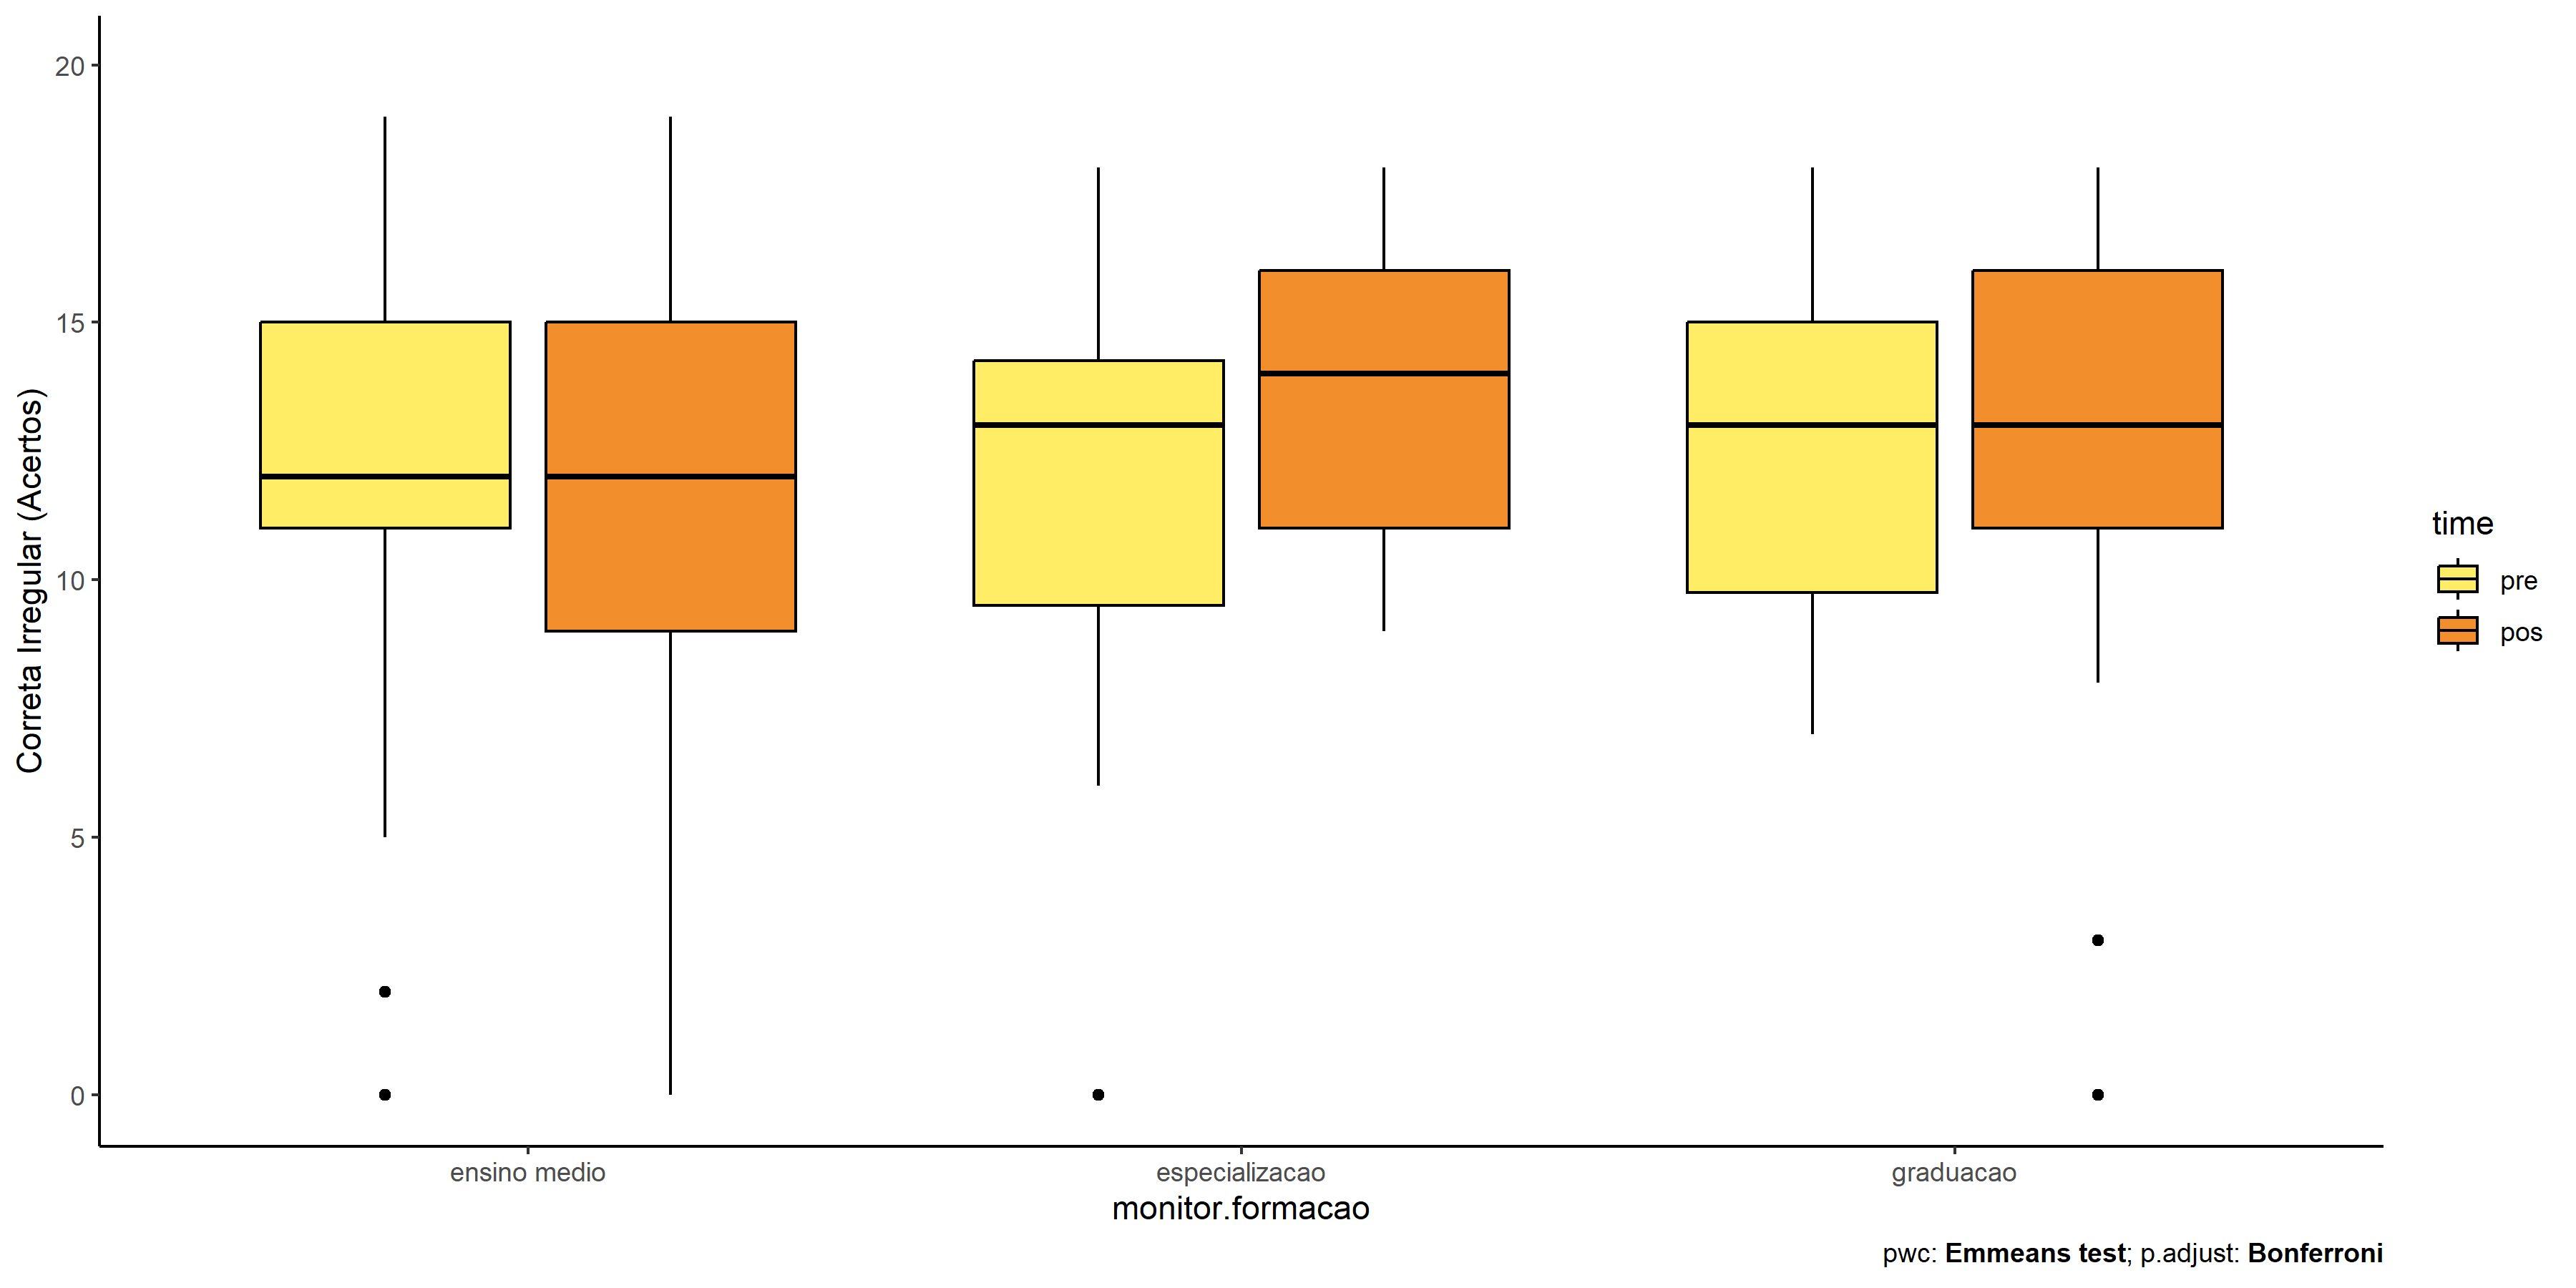 Correta Irregular (Acertos)
20
15
10
5
0
ensino medio
especializacao
graduacao
monitor.formacao
time
pre
pos
pwc: Emmeans test; p.adjust: Bonferroni